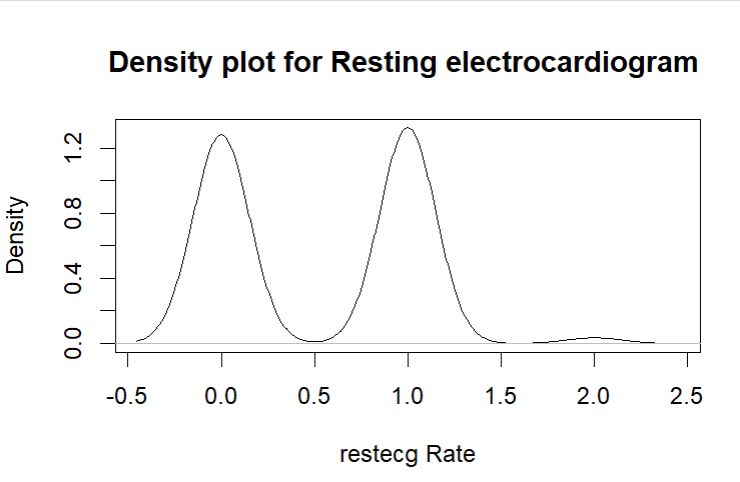 Density plot for Resting electrocardiogram
Density
1.2
0.8
0.4
0.0
-0.5 0.0 0.5 1.0 1.5 2.0 2.5
restecg Rate